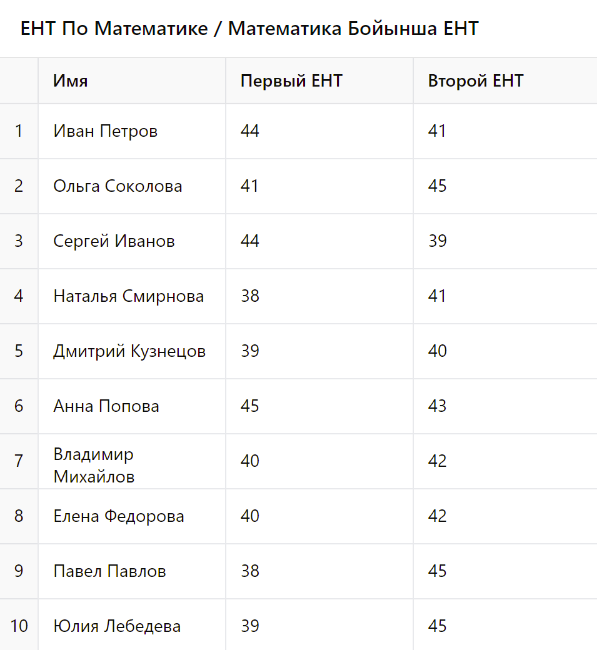 ЕНТ По Математике / Математика Бойынша ЕНТ
Имя Первый ЕНТ Второй ЕНТ
1 Иван Петров 44 41
2 Ольга Соколова 41 45
3 Сергей Иванов 44 39
4 Наталья Смирнова 38 41
5 Дмитрий Кузнецов 39 40
6 Анна Попова 45 43
7 Владимир Михайлов 40 42
8 Елена Федорова 40 42
9 Павел Павлов 38 45
10 Юлия Лебедева 39 45